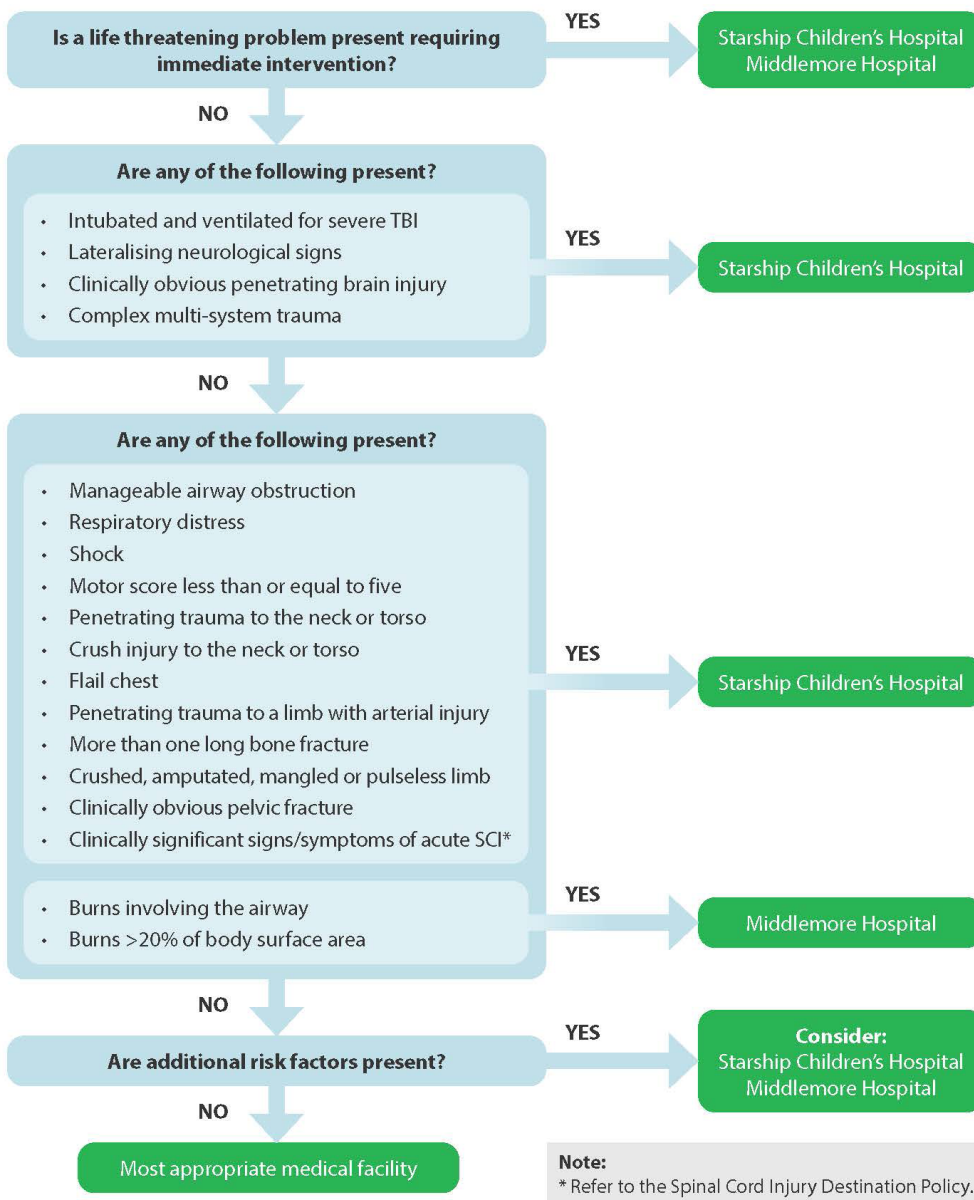 Is a life threatening problem present requiring
immediate intervention?
YES
Starship Children's Hospital
Middlemore Hospital
NO
Are any of the following present?
• Intubated and ventilated for severe TBI
• Lateralising neurological signs
• Clinically obvious penetrating brain injury
• Complex multi-system trauma
YES
Starship Children's Hospital
NO
Are any of the following present?
• Manageable airway obstruction
• Respiratory distress
• Shock
• Motor score less than or equal to five
• Penetrating trauma to the neck or torso
• Crush injury to the neck or torso
• Flail chest
• Penetrating trauma to a limb with arterial injury
• More than one long bone fracture
• Crushed, amputated, mangled or pulseless limb
• Clinically obvious pelvic fracture
• Clinically significant signs/symptoms of acute SCI*
YES
Starship Children's Hospital
• Burns involving the airway
• Burns >20% of body surface area
YES
Middlemore Hospital
NO
Are additional risk factors present?
YES
Consider:
Starship Children's Hospital
Middlemore Hospital
NO
Most appropriate medical facility
Note:
* Refer to the Spinal Cord Injury Destination Policy.